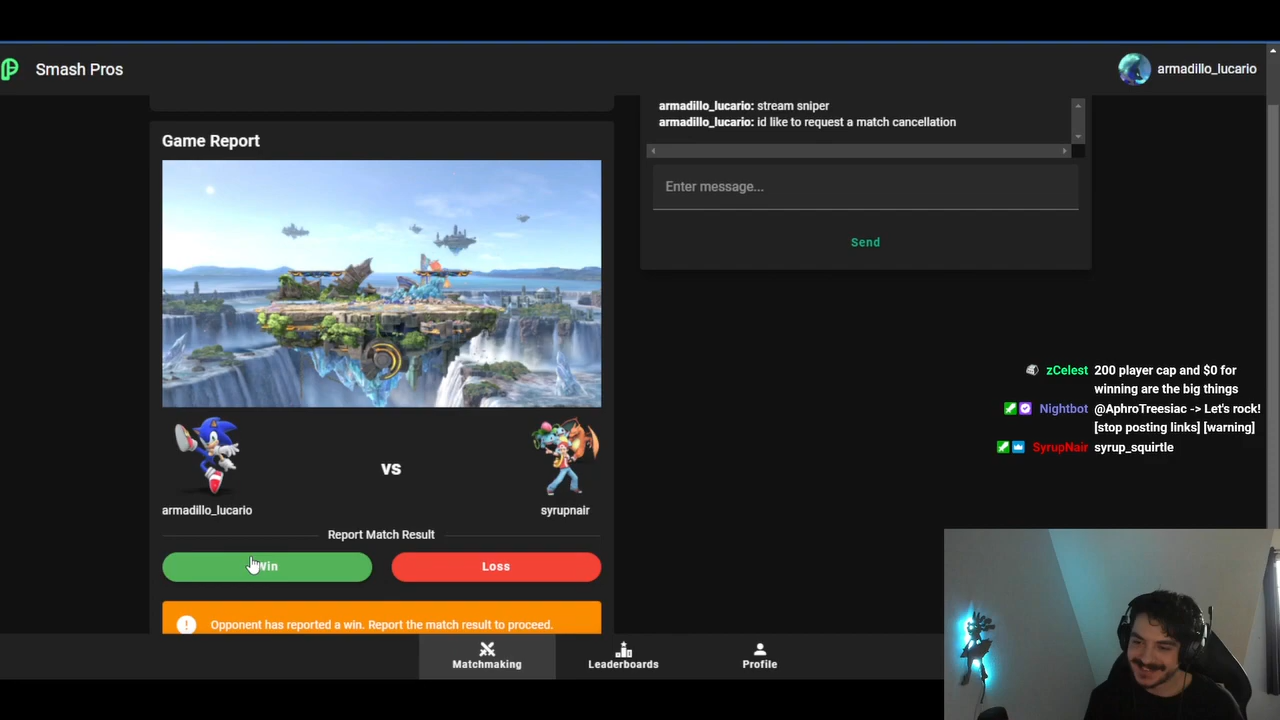 Smash Pros
armadillo_lucario
Game Report
armadillo_lucario: stream sniper
armadillo_lucario: id like to request a match cancellation
Enter message...
Send
VS
armadillo_lucario
syrupnair
Report Match Result
Win
Loss
Opponent has reported a win. Report the match result to proceed.
zCelest 200 player cap and $0 for
winning are the big things
Nightbot @AphroTreesiac -> Let's rock!
[stop posting links] [warning]
SyrupNair syrup_squirtle
Matchmaking
Leaderboards
Profile